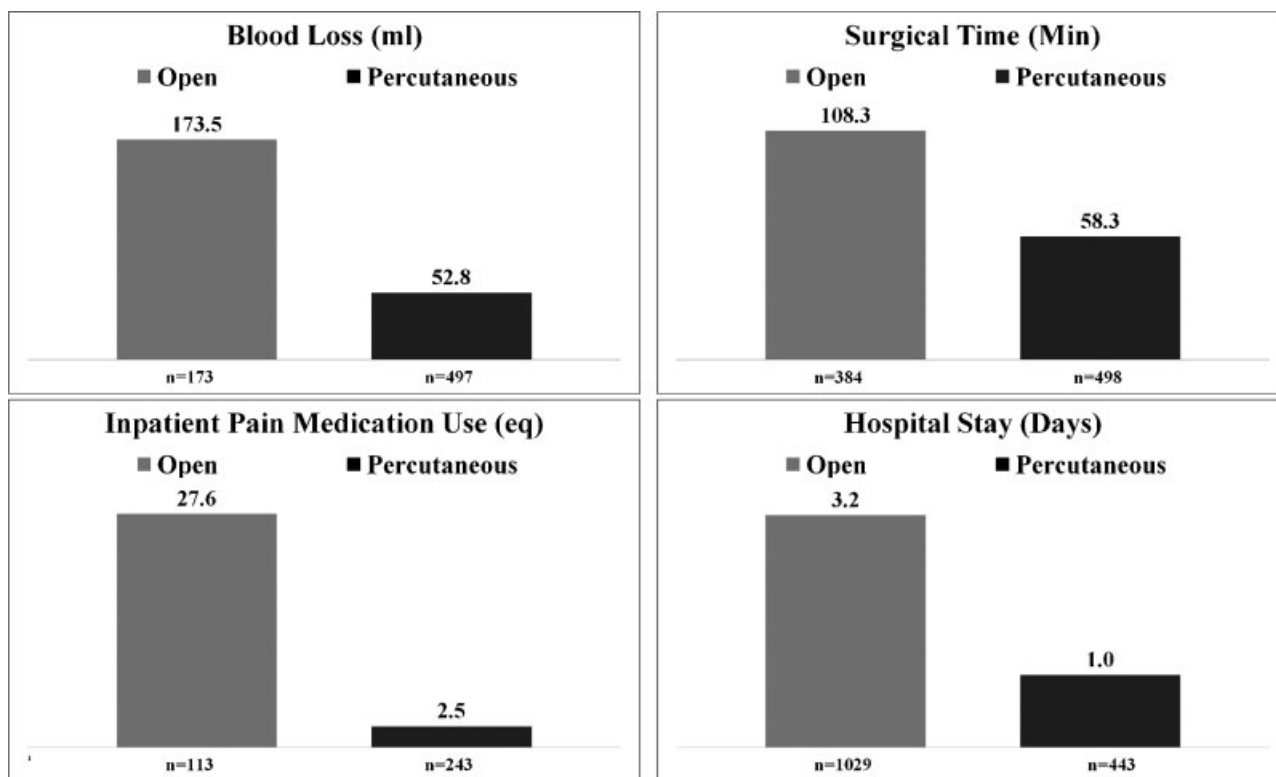 Blood Loss (ml)
Open Percutaneous
173.5
52.8
n=173 n=497
Surgical Time (Min)
Open Percutaneous
108.3
58.3
n=384 n=498
Inpatient Pain Medication Use (eq)
Open Percutaneous
27.6
2.5
n=113 n=243
Hospital Stay (Days)
Open Percutaneous
3.2
1.0
n=1029 n=443